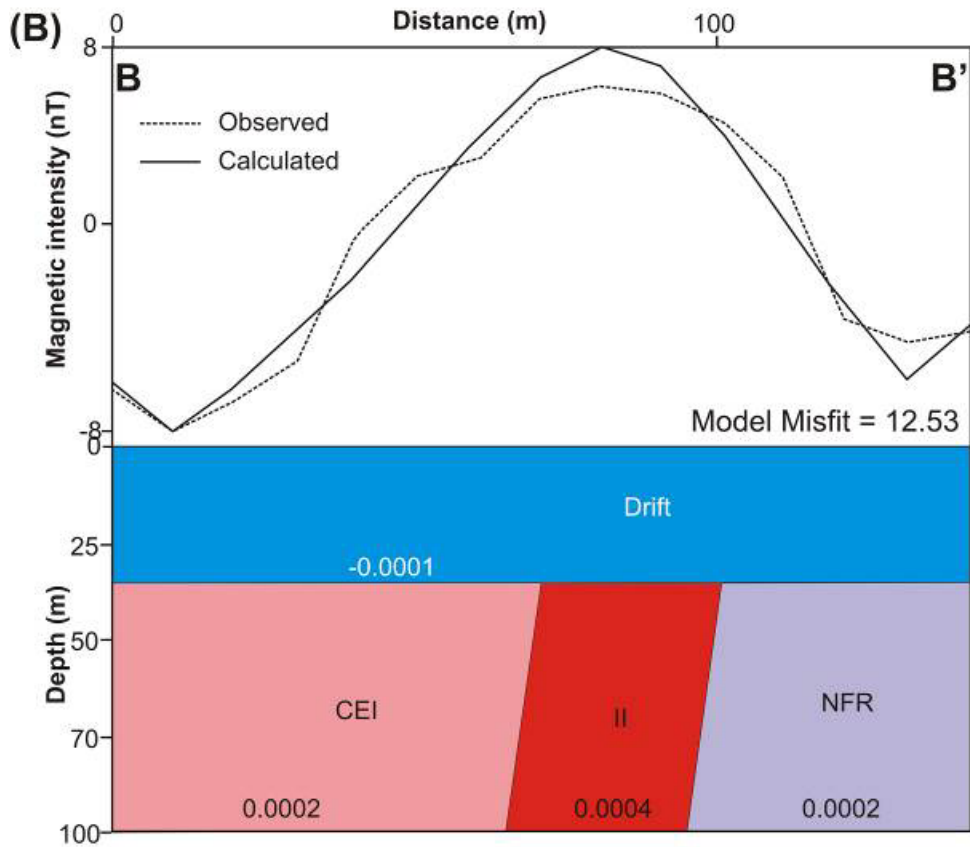 (B)
Distance (m)
0
100
8
B
B’
Observed
Calculated
Magnetic intensity (nT)
0
-8
Model Misfit = 12.53
0
Drift
25
-0.0001
Depth (m)
50
CEI
II
NFR
70
0.0002
0.0004
0.0002
100